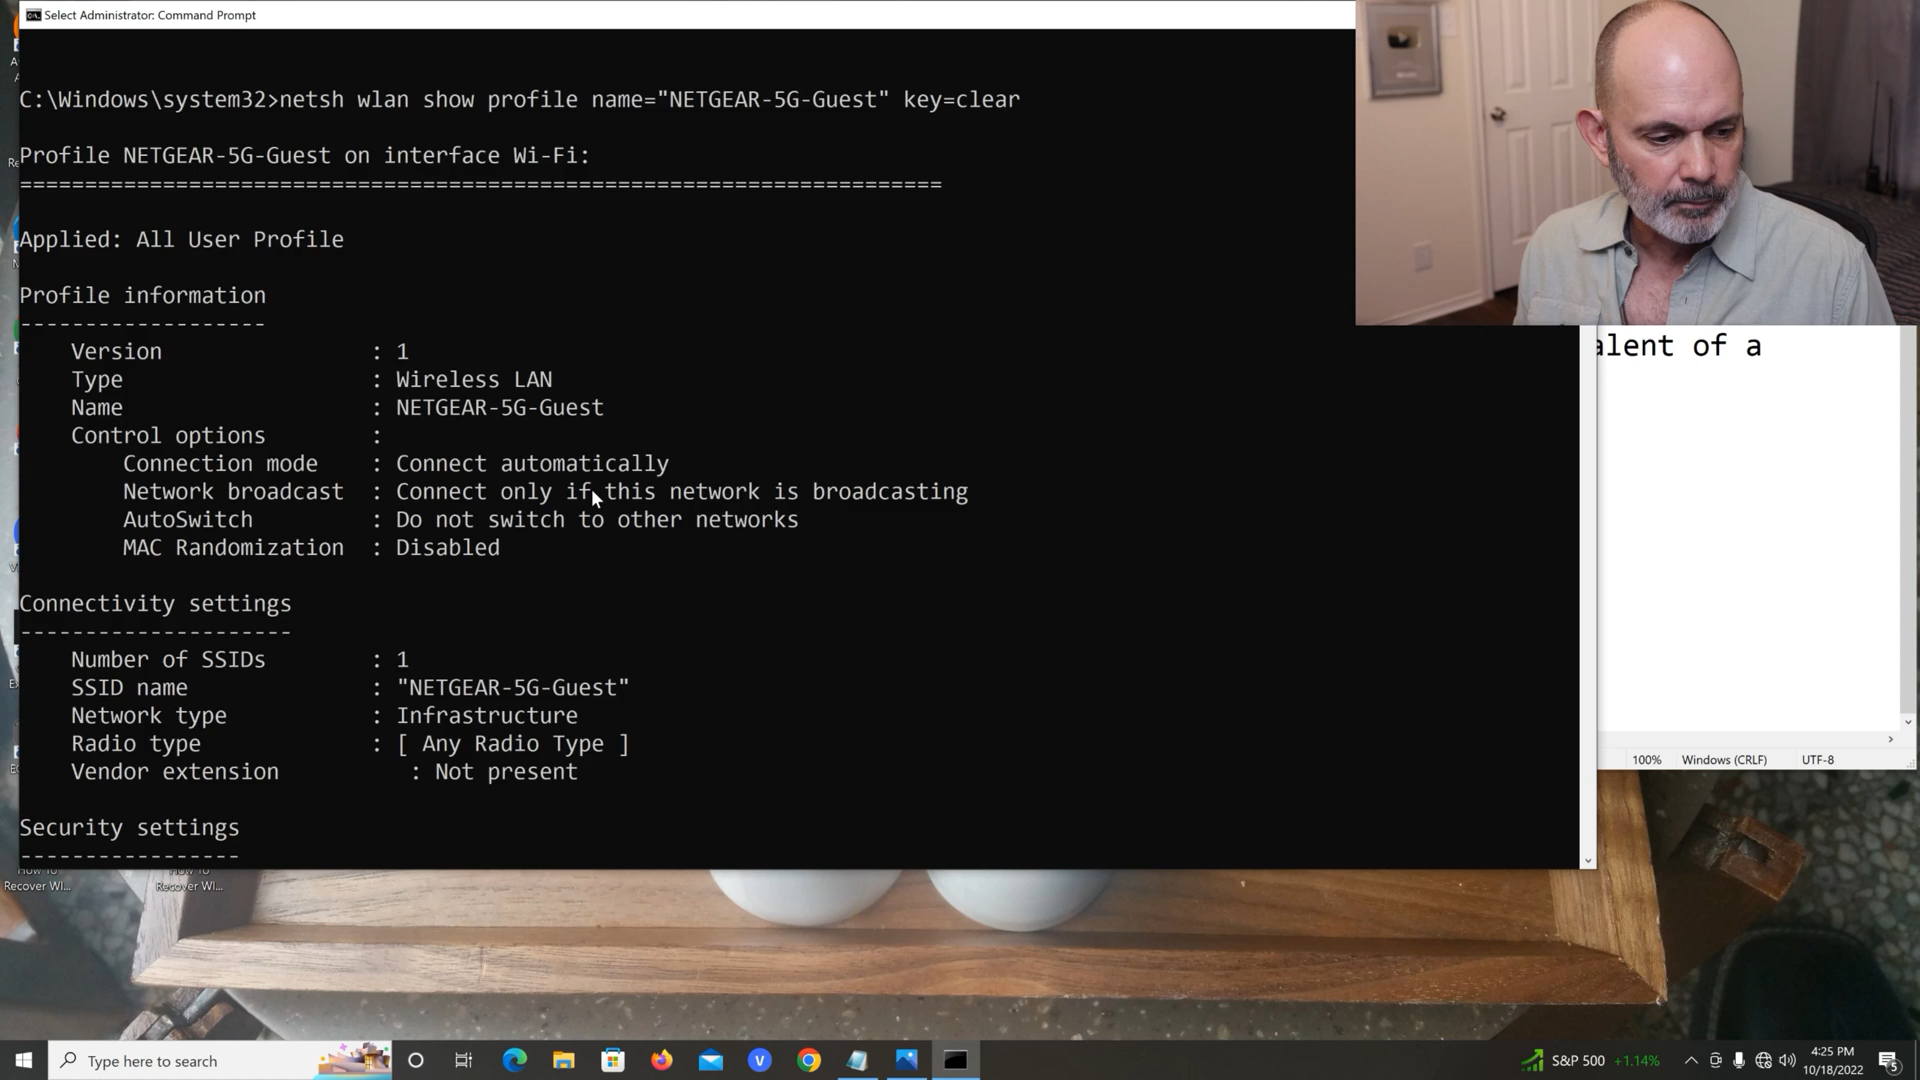 Select Administrator: Command Prompt
C:\Windows\system32>netsh wlan show profile name="NETGEAR-5G-Guest" key=clear
Profile NETGEAR-5G-Guest on interface Wi-Fi:
=======================================================================
Applied: All User Profile
Profile information
-------------------
Version : 1
Type : Wireless LAN
Name : NETGEAR-5G-Guest
Control options :
Connection mode : Connect automatically
Network broadcast : Connect only if this network is broadcasting
AutoSwitch : Do not switch to other networks
MAC Randomization : Disabled
Connectivity settings
---------------------
Number of SSIDs : 1
SSID name : "NETGEAR-5G-Guest"
Network type : Infrastructure
Radio type : [ Any Radio Type ]
Vendor extension : Not present
Security settings
-----------------
alent of a
100% Windows (CRLF) UTF-8
How To
Recover WI...
How To
Recover WI...
Type here to search
S&P 500 +1.14%
4:25 PM
10/18/2022
5